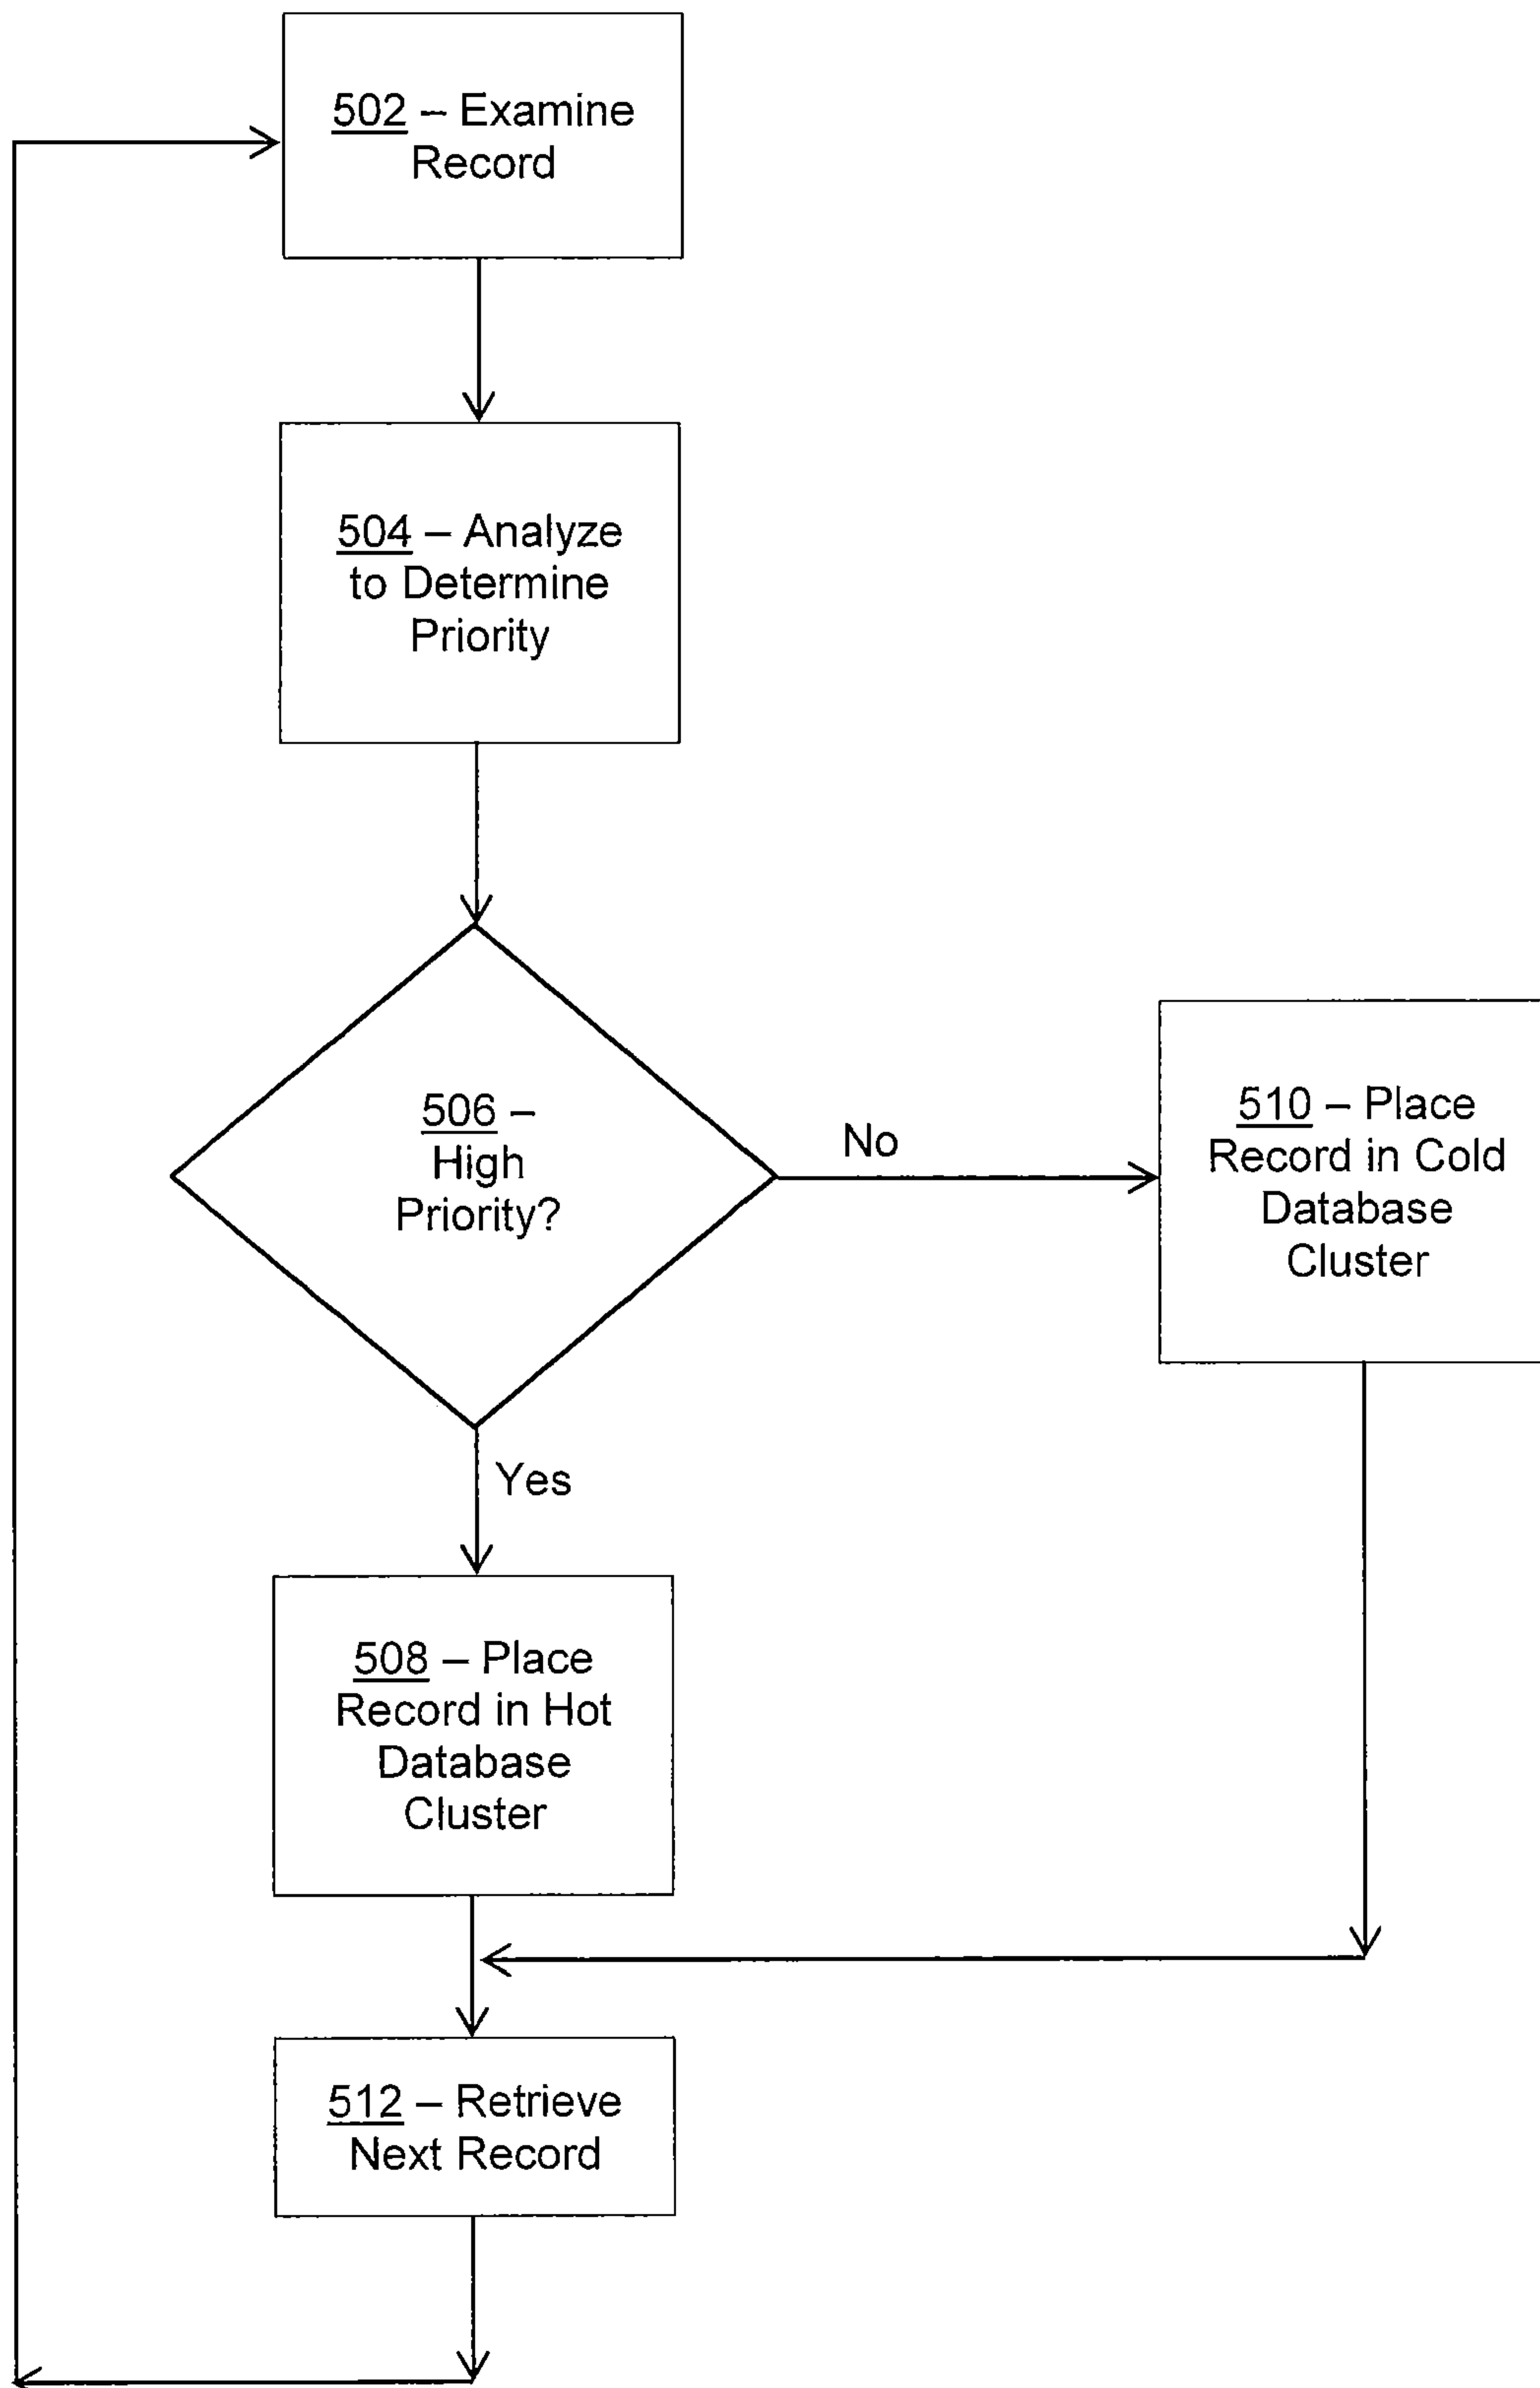 502 – Examine
Record
504 – Analyze
to Determine
Priority
506 –
High
Priority?
No
510 – Place
Record in Cold
Database
Cluster
Yes
508 – Place
Record in Hot
Database
Cluster
512 – Retrieve
Next Record